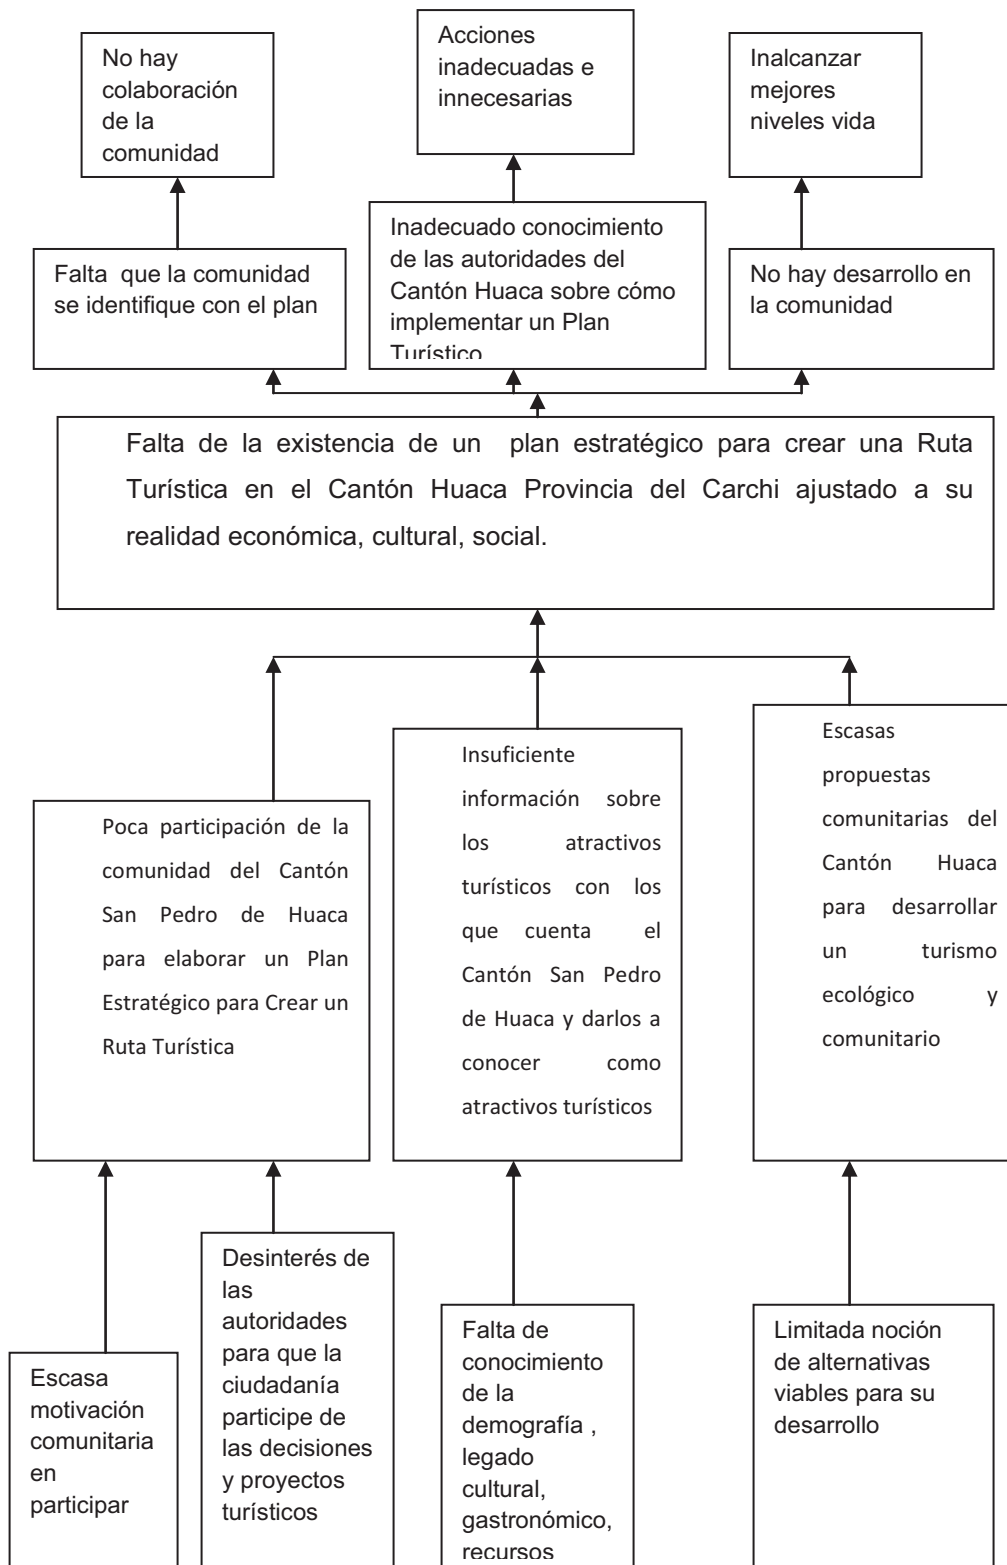 No hay
colaboración
de la
comunidad
Acciones
inadecuadas e
innecesarias
Inalcanzar
mejores
niveles vida
Falta  que la comunidad
se identifique con el plan
Inadecuado conocimiento
de las autoridades del
Cantón Huaca sobre cómo
implementar un Plan
Turístico
No hay desarrollo en
la comunidad
Falta de la existencia de un  plan estratégico para crear una Ruta
Turística en el Cantón Huaca Provincia del Carchi ajustado a su
realidad económica, cultural, social.
Poca participación de la
comunidad del Cantón
San Pedro de Huaca
para elaborar un Plan
Estratégico para Crear un
Ruta Turística
Insuficiente
información sobre
los atractivos
turísticos con los
que cuenta el
Cantón San Pedro
de Huaca y darlos a
conocer como
atractivos turísticos
Escasas
propuestas
comunitarias del
Cantón Huaca
para desarrollar
un turismo
ecológico y
comunitario
Escasa
motivación
comunitaria
en
participar
Desinterés de
las
autoridades
para que la
ciudadanía
participe de
las decisiones
y proyectos
turísticos
Falta de
conocimiento
de la
demografía ,
legado
cultural,
gastronómico,
recursos
Limitada noción
de alternativas
viables para su
desarrollo